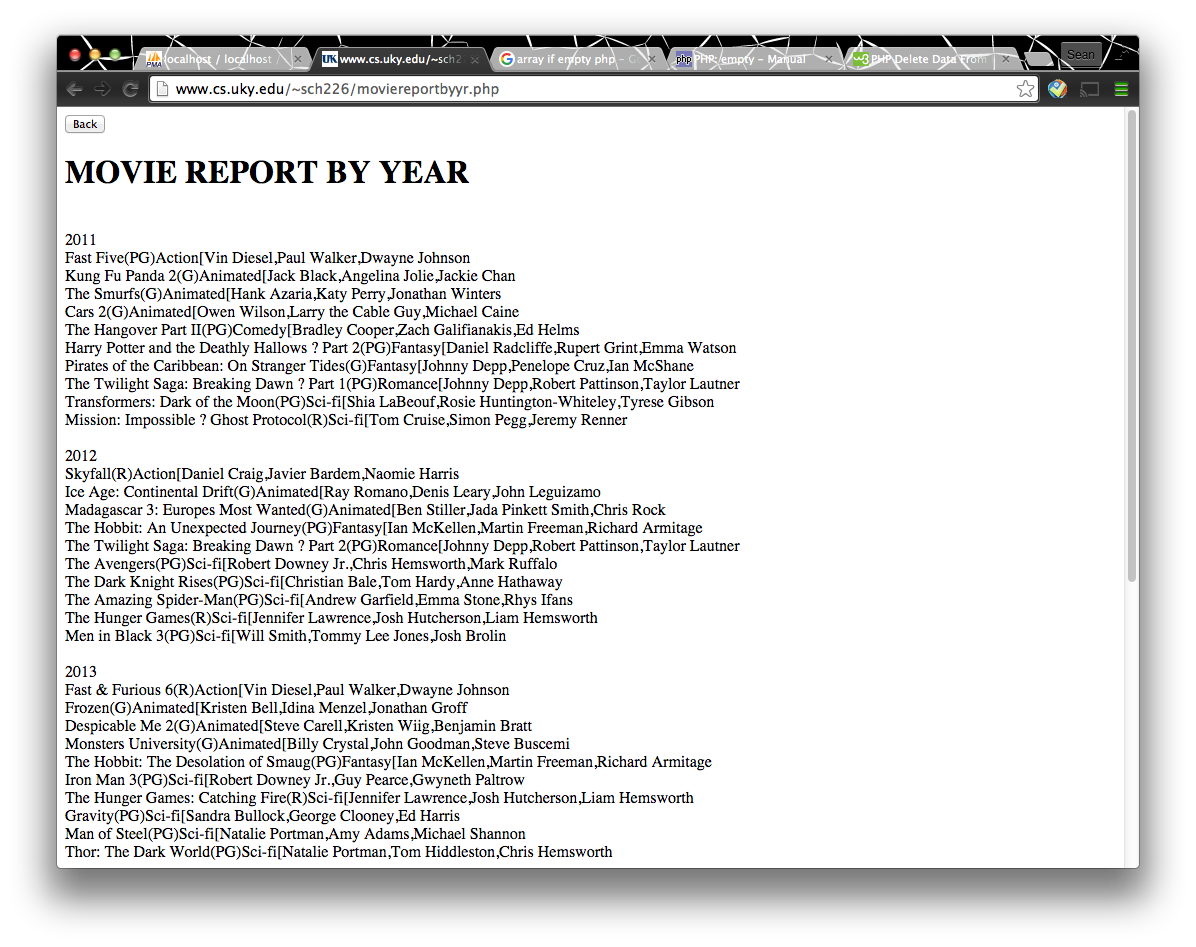 localhost / localhost /
www.cs.uky.edu/~sch2
array if empty php - G
PHP: empty - Manual
PHP Delete Data From
Sean
www.cs.uky.edu/~sch226/moviereportbyyr.php
Back
MOVIE REPORT BY YEAR
2011
Fast Five(PG)Action[Vin Diesel,Paul Walker,Dwayne Johnson
Kung Fu Panda 2(G)Animated[Jack Black,Angelina Jolie,Jackie Chan
The Smurfs(G)Animated[Hank Azaria,Katy Perry,Jonathan Winters
Cars 2(G)Animated[Owen Wilson,Larry the Cable Guy,Michael Caine
The Hangover Part II(PG)Comedy[Bradley Cooper,Zach Galifianakis,Ed Helms
Harry Potter and the Deathly Hallows ? Part 2(PG)Fantasy[Daniel Radcliffe,Rupert Grint,Emma Watson
Pirates of the Caribbean: On Stranger Tides(G)Fantasy[Johnny Depp,Penelope Cruz,Ian McShane
The Twilight Saga: Breaking Dawn ? Part 1(PG)Romance[Johnny Depp,Robert Pattinson,Taylor Lautner
Transformers: Dark of the Moon(PG)Sci-fi[Shia LaBeouf,Rosie Huntington-Whiteley,Tyrese Gibson
Mission: Impossible ? Ghost Protocol(R)Sci-fi[Tom Cruise,Simon Pegg,Jeremy Renner
2012
Skyfall(R)Action[Daniel Craig,Javier Bardem,Naomie Harris
Ice Age: Continental Drift(G)Animated[Ray Romano,Denis Leary,John Leguizamo
Madagascar 3: Europes Most Wanted(G)Animated[Ben Stiller,Jada Pinkett Smith,Chris Rock
The Hobbit: An Unexpected Journey(PG)Fantasy[Ian McKellen,Martin Freeman,Richard Armitage
The Twilight Saga: Breaking Dawn ? Part 2(PG)Romance[Johnny Depp,Robert Pattinson,Taylor Lautner
The Avengers(PG)Sci-fi[Robert Downey Jr.,Chris Hemsworth,Mark Ruffalo
The Dark Knight Rises(PG)Sci-fi[Christian Bale,Tom Hardy,Anne Hathaway
The Amazing Spider-Man(PG)Sci-fi[Andrew Garfield,Emma Stone,Rhys Ifans
The Hunger Games(R)Sci-fi[Jennifer Lawrence,Josh Hutcherson,Liam Hemsworth
Men in Black 3(PG)Sci-fi[Will Smith,Tommy Lee Jones,Josh Brolin
2013
Fast & Furious 6(R)Action[Vin Diesel,Paul Walker,Dwayne Johnson
Frozen(G)Animated[Kristen Bell,Idina Menzel,Jonathan Groff
Despicable Me 2(G)Animated[Steve Carell,Kristen Wiig,Benjamin Bratt
Monsters University(G)Animated[Billy Crystal,John Goodman,Steve Buscemi
The Hobbit: The Desolation of Smaug(PG)Fantasy[Ian McKellen,Martin Freeman,Richard Armitage
Iron Man 3(PG)Sci-fi[Robert Downey Jr.,Guy Pearce,Gwyneth Paltrow
The Hunger Games: Catching Fire(R)Sci-fi[Jennifer Lawrence,Josh Hutcherson,Liam Hemsworth
Gravity(PG)Sci-fi[Sandra Bullock,George Clooney,Ed Harris
Man of Steel(PG)Sci-fi[Natalie Portman,Amy Adams,Michael Shannon
Thor: The Dark World(PG)Sci-fi[Natalie Portman,Tom Hiddleston,Chris Hemsworth